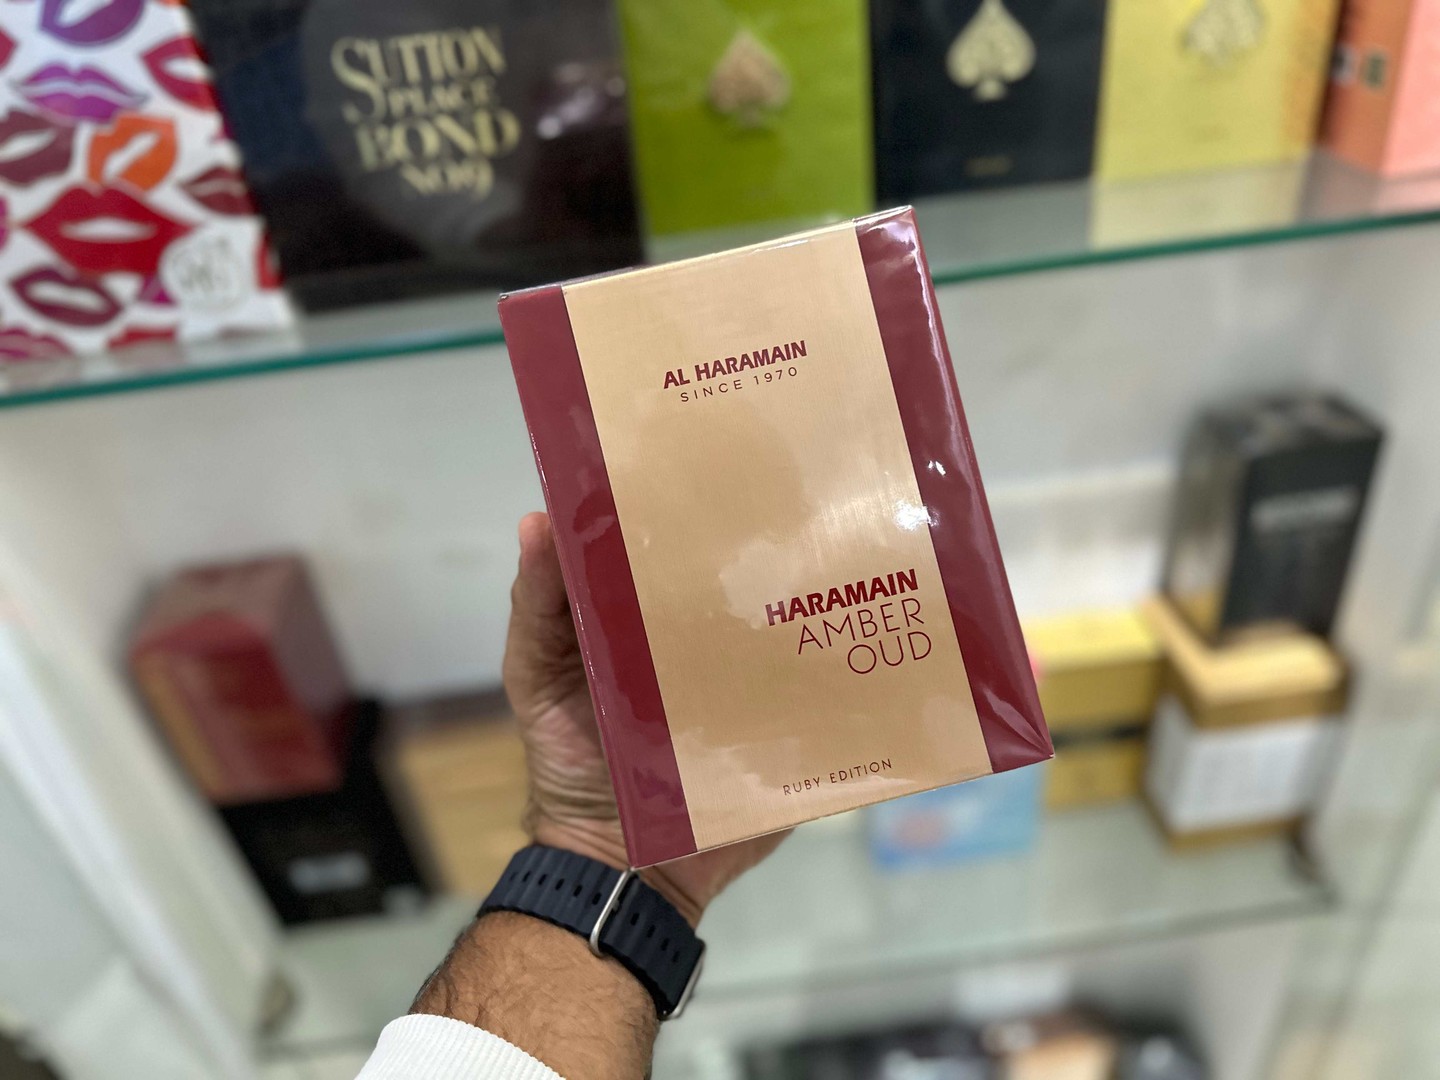 SUTTON
PLACE
BOND
NO9
AL HARAMAIN
SINCE 1970
HARAMAIN
AMBER
OUD
RUBY EDITION